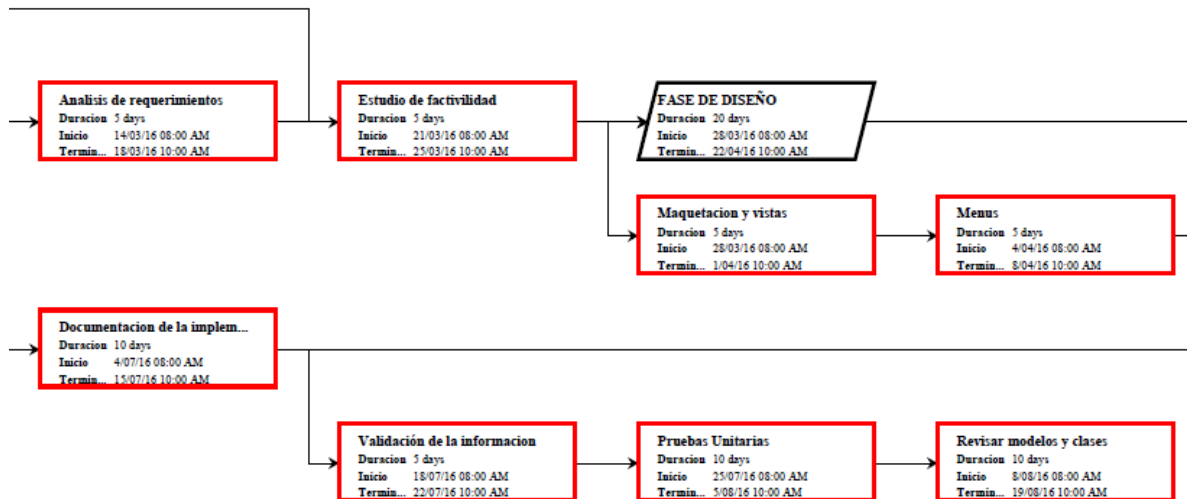 Analisis de requerimientos
Duracion 5 days
Inicio 14/03/16 08:00 AM
Termin... 18/03/16 10:00 AM
Estudio de factivilidad
Duracion 5 days
Inicio 21/03/16 08:00 AM
Termin... 25/03/16 10:00 AM
FASE DE DISEÑO
Duracion 20 days
Inicio 28/03/16 08:00 AM
Termin... 22/04/16 10:00 AM
Maquetacion y vistas
Duracion 5 days
Inicio 28/03/16 08:00 AM
Termin... 1/04/16 10:00 AM
Menus
Duracion 5 days
Inicio 4/04/16 08:00 AM
Termin... 8/04/16 10:00 AM
Documentacion de la implem...
Duracion 10 days
Inicio 4/07/16 08:00 AM
Termin... 15/07/16 10:00 AM
Validación de la informacion
Duracion 5 days
Inicio 18/07/16 08:00 AM
Termin... 22/07/16 10:00 AM
Pruebas Unitarias
Duracion 10 days
Inicio 25/07/16 08:00 AM
Termin... 5/08/16 10:00 AM
Revisar modelos y clases
Duracion 10 days
Inicio 8/08/16 08:00 AM
Termin... 19/08/16 10:00 AM